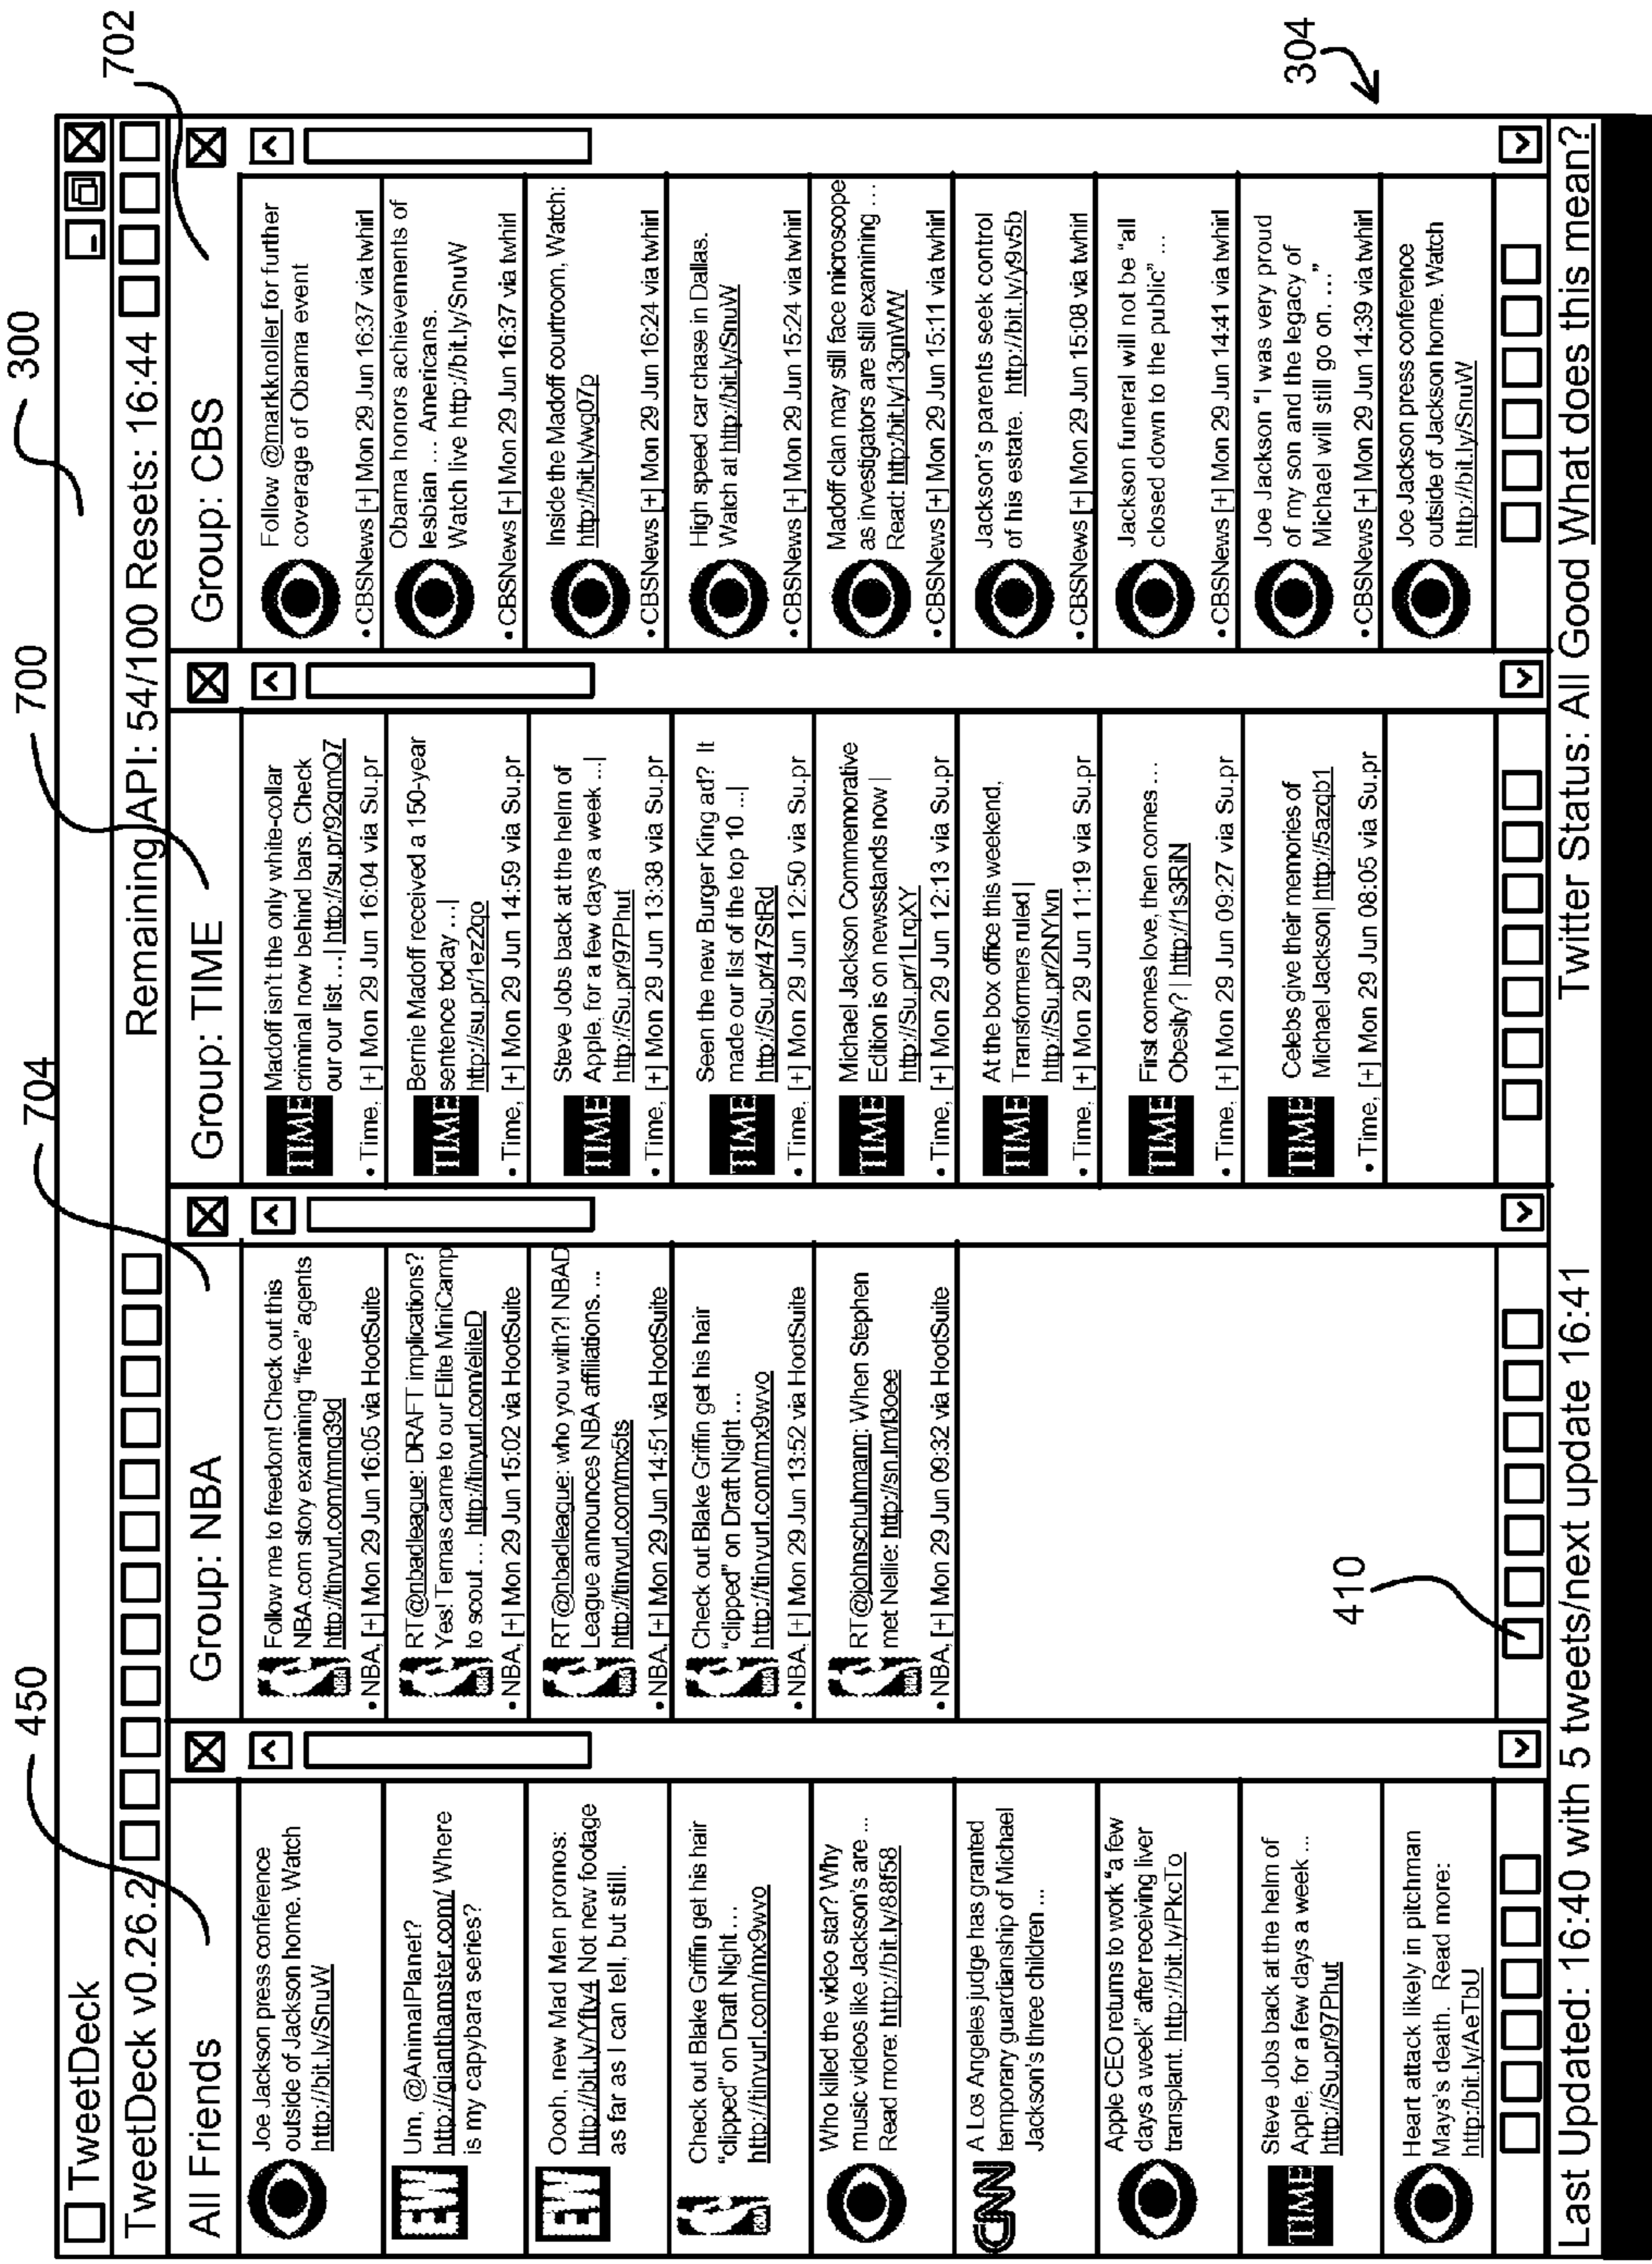 300
TweetDeck
TweetDeck v0.26.2
Remaining API: 54/100 Resets: 16:44
450
704
700
702
All Friends
Joe Jackson press conference
outside of Jackson home. Watch
http://bit.ly/SnuW
EW
Um, @AnimalPlanet?
http://gianthamster.com/ Where
is my capybara series?
EW
Oooh, new Mad Men promos:
http://bit.ly/Yfty4 Not new footage
as far as I can tell, but still.
NBA
Check out Blake Griffin get his hair
"clipped" on Draft Night ...
http://tinyurl.com/mx9wvo
Who killed the video star? Why
music videos like Jackson's are ...
Read more: http://bit.ly/88f58
CNN
A Los Angeles judge has granted
temporary guardianship of Michael
Jackson's three children ...
Apple CEO returns to work "a few
days a week" after receiving liver
transplant. http://bit.ly/PkcTo
TIME
Steve Jobs back at the helm of
Apple, for a few days a week ...
http://Su.pr/97Phut
Heart attack likely in pitchman
Mays's death. Read more:
http:/bit.ly/AeTbU
Group: NBA
NBA
Follow me to freedom! Check out this
NBA.com story examining "free" agents
http://tinyurl.com/mnq39d
• NBA, [+] Mon 29 Jun 16:05 via HootSuite
NBA
RT@nbadleague: DRAFT implications?
Yes! Temas came to our Elite MiniCamp
to scout ... http://tinyurl.com/eliteD
• NBA, [+] Mon 29 Jun 15:02 via HootSuite
NBA
RT@nbadleague: who you with?! NBAD
League announces NBA affiliations. ...
http://tinyurl.com/mx5ts
• NBA, [+] Mon 29 Jun 14:51 via HootSuite
NBA
Check out Blake Griffin get his hair
"clipped" on Draft Night ...
http://tinyurl.com/mx9wvo
• NBA, [+] Mon 29 Jun 13:52 via HootSuite
NBA
RT@johnschuhmann: When Stephen
met Nellie: http://sn.im/l3oee
• NBA, [+] Mon 29 Jun 09:32 via HootSuite
410
Group: TIME
TIME
Madoff isn't the only white-collar
criminal now behind bars. Check
our our list ...| http://su.pr/92qmQ7
• Time, [+] Mon 29 Jun 16:04 via Su.pr
TIME
Bernie Madoff received a 150-year
sentence today ...|
http://su.pr/1ez2qo
• Time, [+] Mon 29 Jun 14:59 via Su.pr
TIME
Steve Jobs back at the helm of
Apple, for a few days a week ...|
http://Su.pr/97Phut
• Time, [+] Mon 29 Jun 13:38 via Su.pr
TIME
Seen the new Burger King ad? It
made our list of the top 10 ...|
http://Su.pr/47StRd
• Time, [+] Mon 29 Jun 12:50 via Su.pr
TIME
Michael Jackson Commemorative
Edition is on newsstands now |
http://Su.pr/1LrqXY
• Time, [+] Mon 29 Jun 12:13 via Su.pr
TIME
At the box office this weekend,
Transformers ruled |
http://Su.pr/2NYlvn
• Time, [+] Mon 29 Jun 11:19 via Su.pr
TIME
First comes love, then comes ...
Obesity? | http://1s3RiN
• Time, [+] Mon 29 Jun 09:27 via Su.pr
TIME
Celebs give their memories of
Michael Jackson| http://5azqb1
• Time, [+] Mon 29 Jun 08:05 via Su.pr
Group: CBS
Follow @markknoller for further
coverage of Obama event
• CBSNews [+] Mon 29 Jun 16:37 via twhirl
Obama honors achievements of
lesbian ... Americans.
Watch live http://bit.ly/SnuW
• CBSNews [+] Mon 29 Jun 16:37 via twhirl
Inside the Madoff courtroom, Watch:
http://bit.ly/wg07p
• CBSNews [+] Mon 29 Jun 16:24 via twhirl
High speed car chase in Dallas.
Watch at http://bit.ly/SnuW
• CBSNews [+] Mon 29 Jun 15:24 via twhirl
Madoff clan may still face microscope
as investigators are still examining ...
Read: http:/bit.ly/13gnWW
• CBSNews [+] Mon 29 Jun 15:11 via twhirl
Jackson's parents seek control
of his estate. http://bit.ly/y9v5b
• CBSNews [+] Mon 29 Jun 15:08 via twhirl
Jackson funeral will not be "all
closed down to the public" ...
• CBSNews [+] Mon 29 Jun 14:41 via twhirl
Joe Jackson "I was very proud
of my son and the legacy of
Michael will still go on. ..."
• CBSNews [+] Mon 29 Jun 14:39 via twhirl
Joe Jackson press conference
outside of Jackson home. Watch
http://bit.ly/SnuW
304
Last Updated: 16:40 with 5 tweets/next update 16:41
Twitter Status: All Good What does this mean?